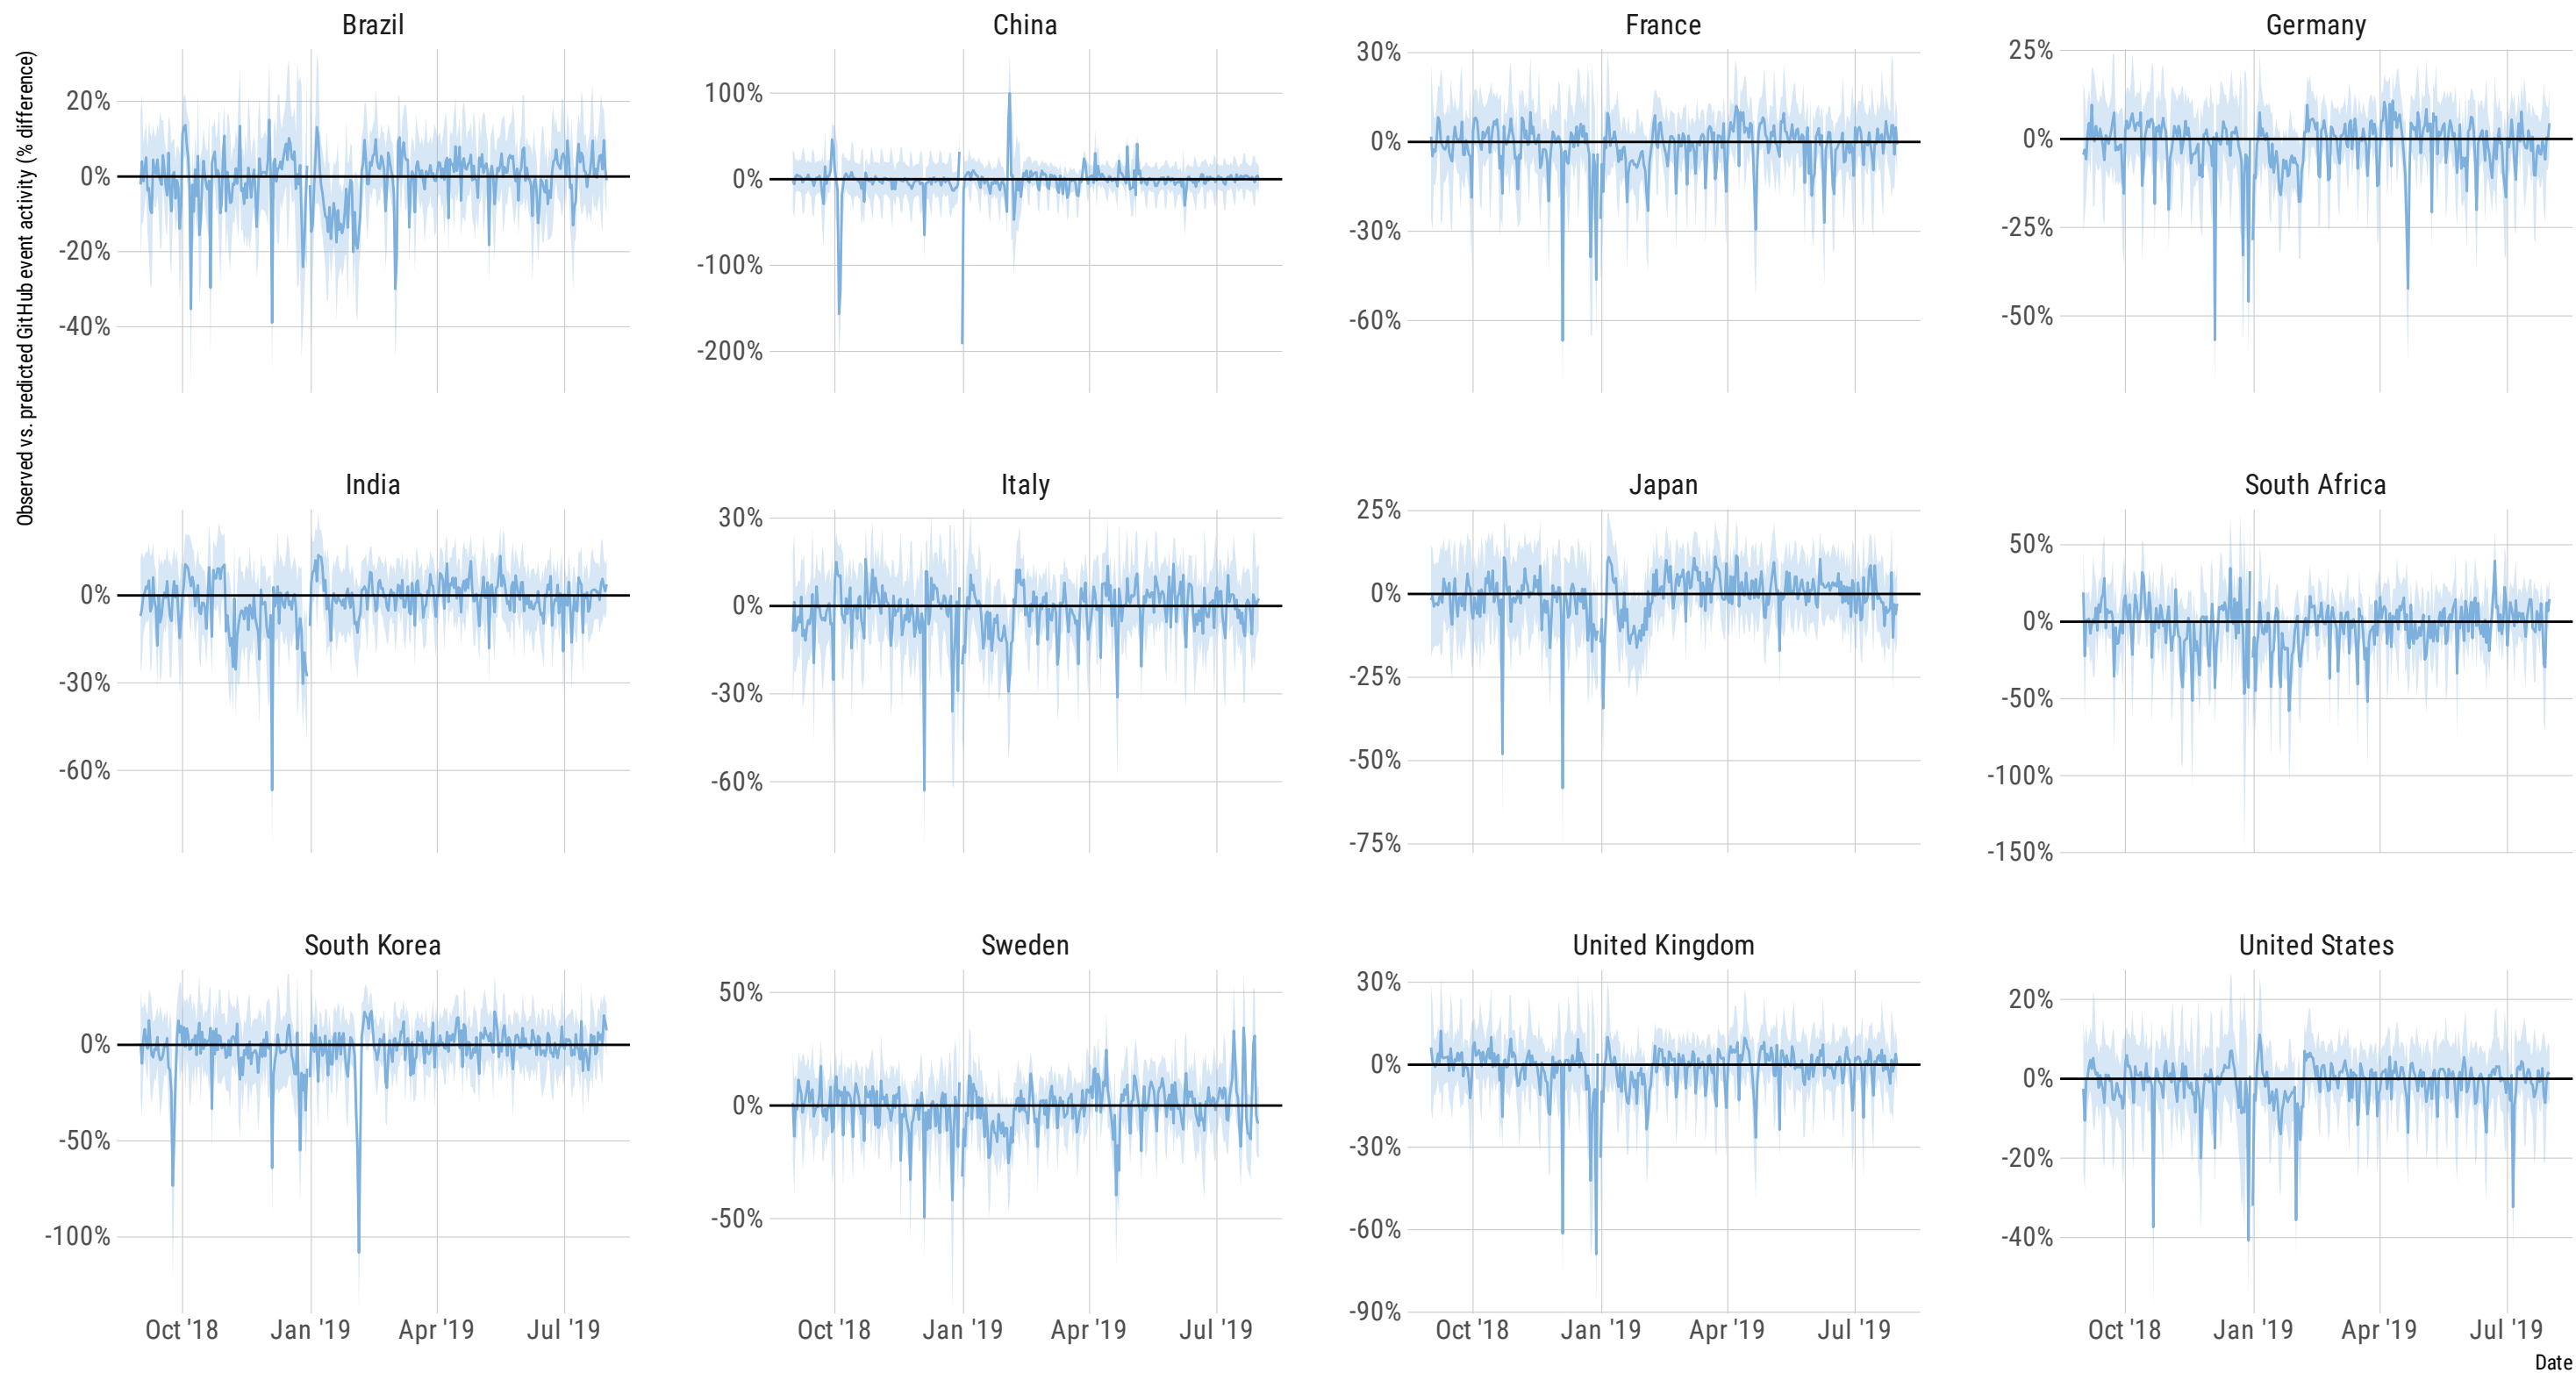 Observed vs. predicted GitHub event activity (% difference)
Brazil
20%
0%
-20%
-40%
China
100%
0%
-100%
-200%
France
30%
0%
-30%
-60%
Germany
25%
0%
-25%
-50%
India
0%
-30%
-60%
Italy
30%
0%
-30%
-60%
Japan
25%
0%
-25%
-50%
-75%
South Africa
50%
0%
-50%
-100%
-150%
South Korea
0%
-50%
-100%
Oct '18 Jan '19 Apr '19 Jul '19
Sweden
50%
0%
-50%
Oct '18 Jan '19 Apr '19 Jul '19
United Kingdom
30%
0%
-30%
-60%
-90%
Oct '18 Jan '19 Apr '19 Jul '19
United States
20%
0%
-20%
-40%
Oct '18 Jan '19 Apr '19 Jul '19
Date